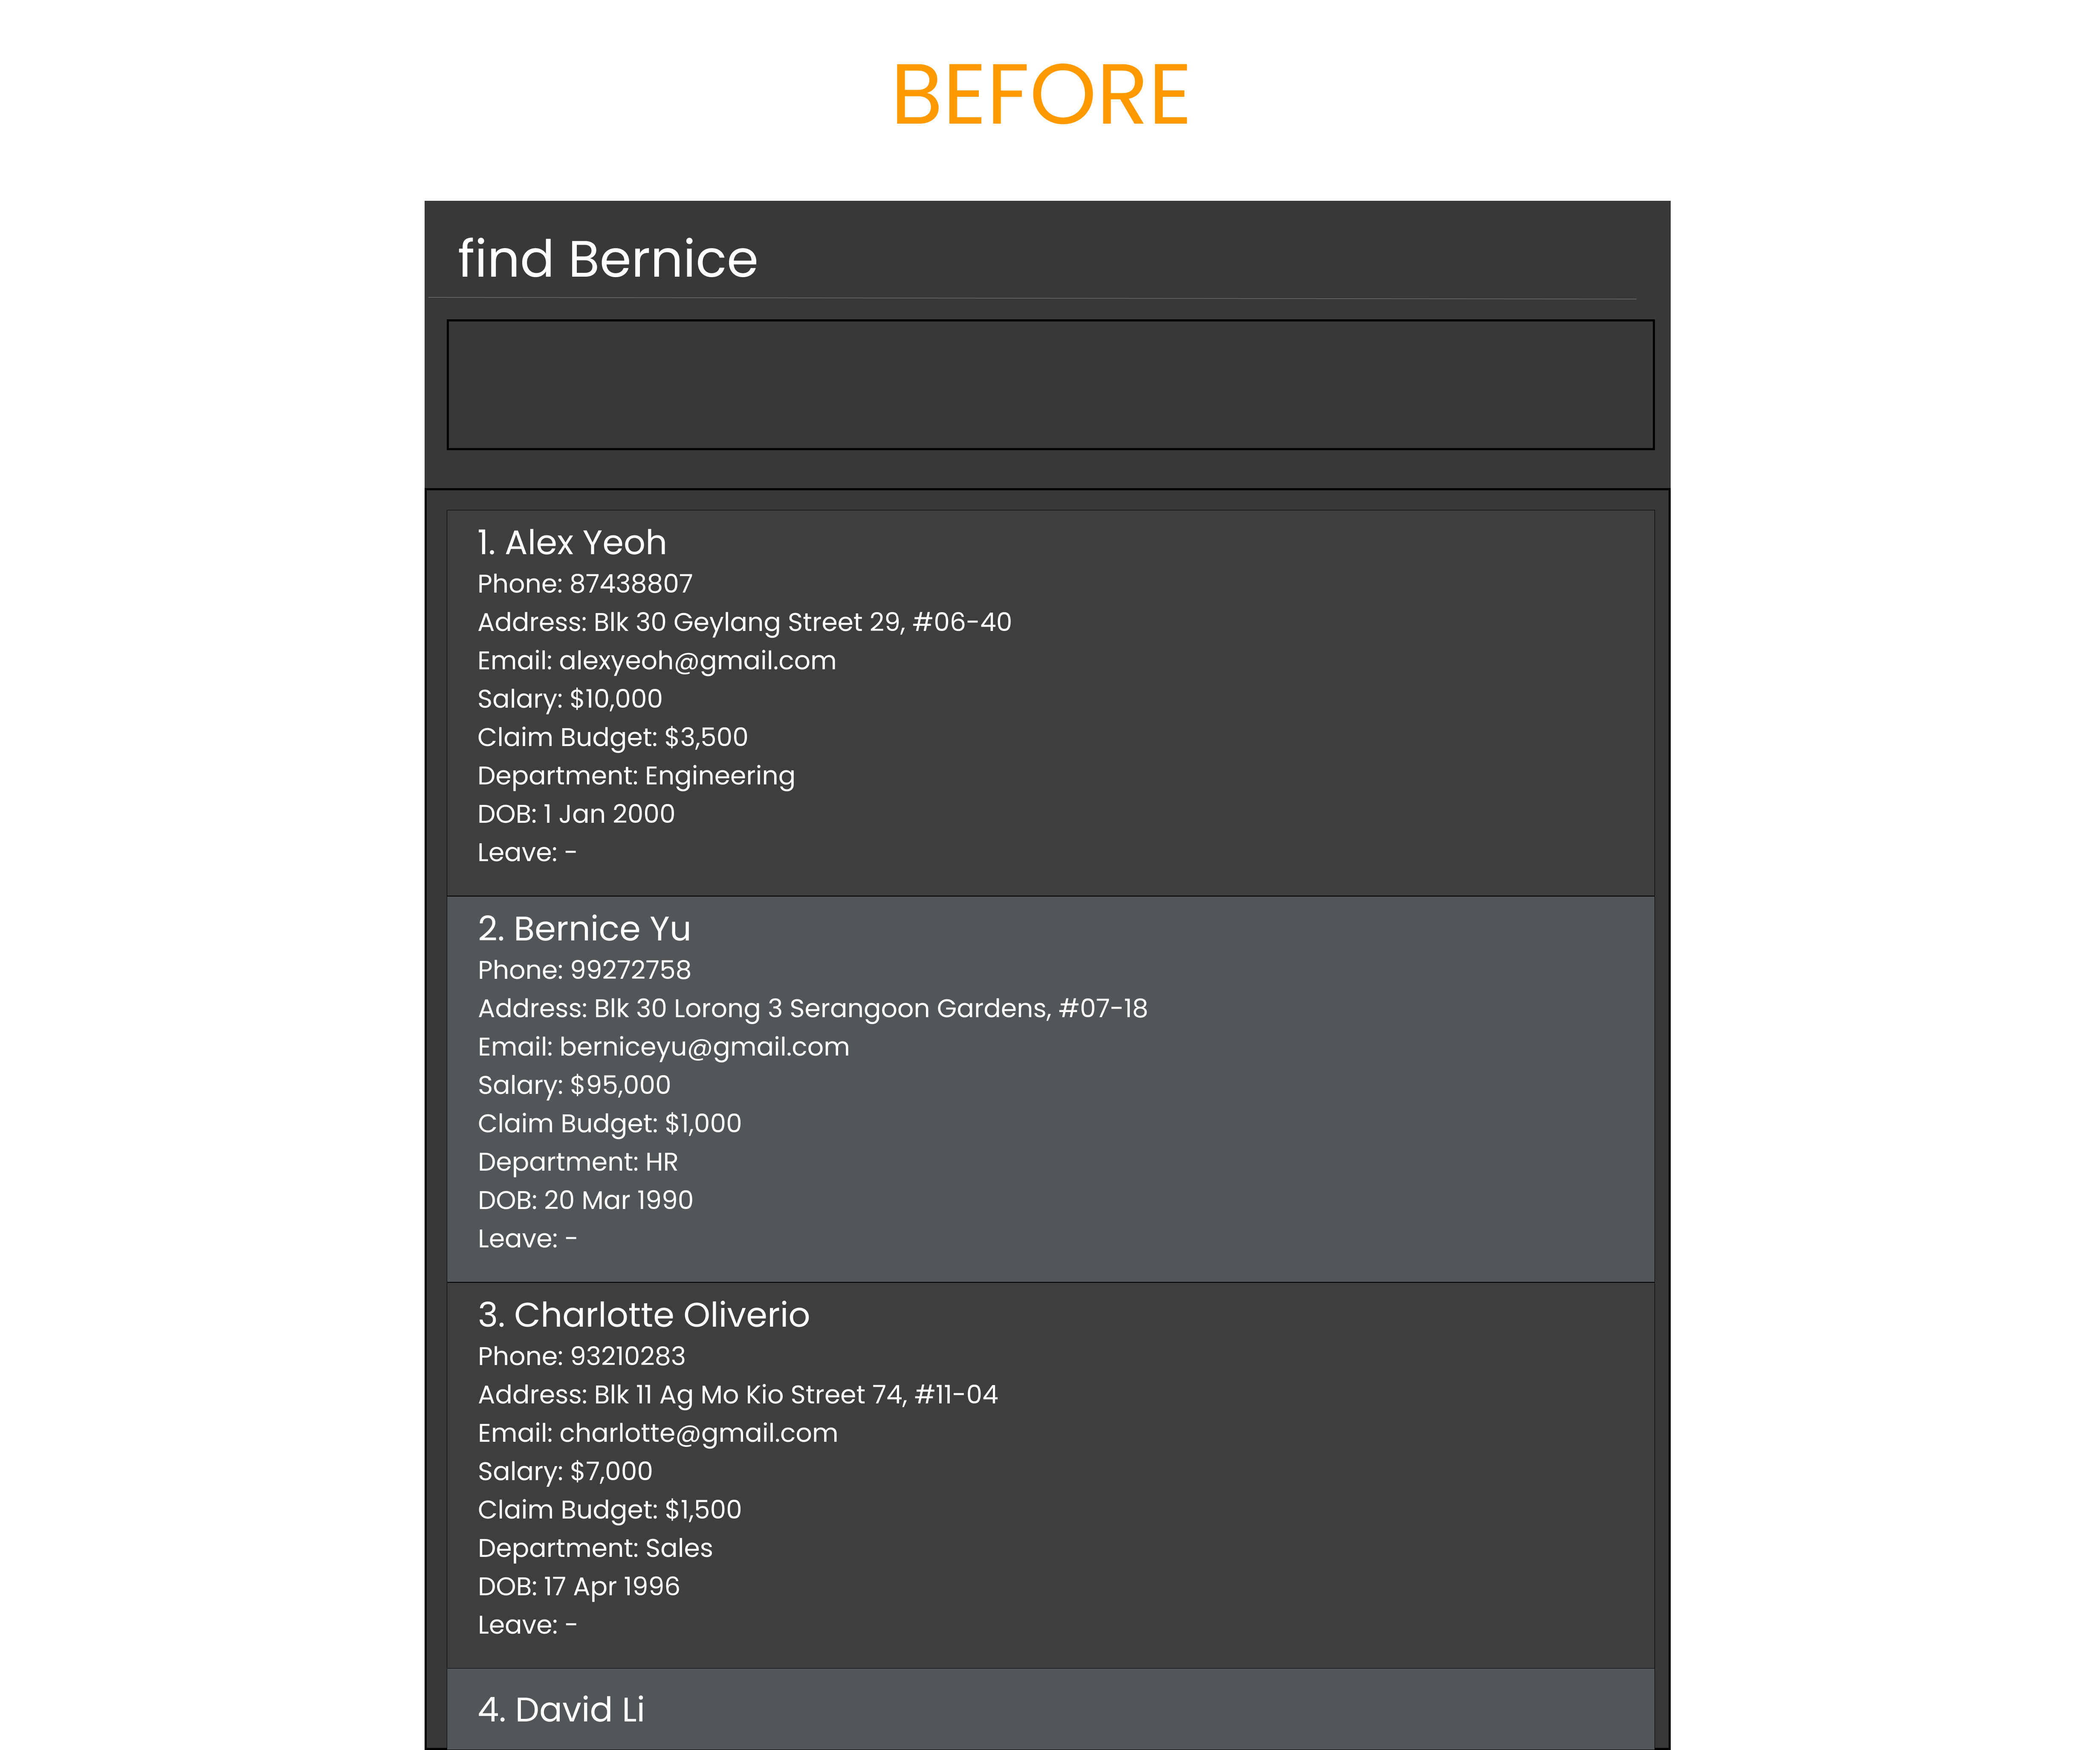 BEFORE
find Bernice
1. Alex Yeoh
Phone: 87438807
Address: Blk 30 Geylang Street 29, #06-40
Email: alexyeoh@gmail.com
Salary: $10,000
Claim Budget: $3,500
Department: Engineering
DOB: 1 Jan 2000
Leave: -
2. Bernice Yu
Phone: 99272758
Address: Blk 30 Lorong 3 Serangoon Gardens, #07-18
Email: berniceyu@gmail.com
Salary: $95,000
Claim Budget: $1,000
Department: HR
DOB: 20 Mar 1990
Leave: -
3. Charlotte Oliverio
Phone: 93210283
Address: Blk 11 Ag Mo Kio Street 74, #11-04
Email: charlotte@gmail.com
Salary: $7,000
Claim Budget: $1,500
Department: Sales
DOB: 17 Apr 1996
Leave: -
4. David Li